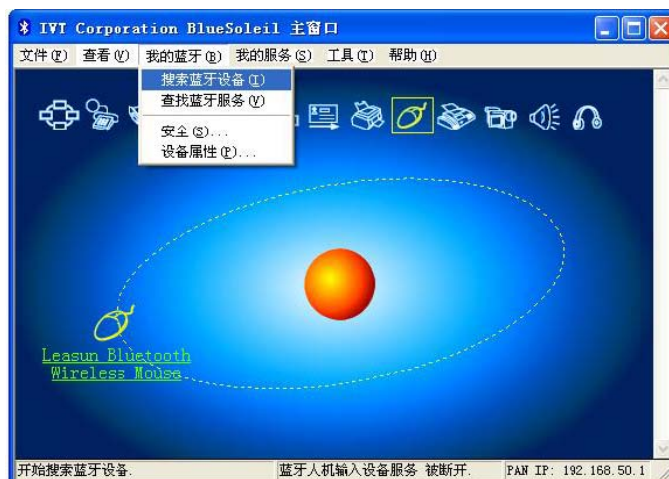 IVT Corporation BlueSoleil 主窗口
文件(F) 查看(V) 我的蓝牙(B) 我的服务(S) 工具(T) 帮助(H)
搜索蓝牙设备(I)
查找蓝牙服务(V)
安全(S)...
设备属性(P)...
Leasun Bluetooth
Wireless Mouse
开始搜索蓝牙设备. 蓝牙人机输入设备服务 被断开. PAN IP: 192.168.50.1